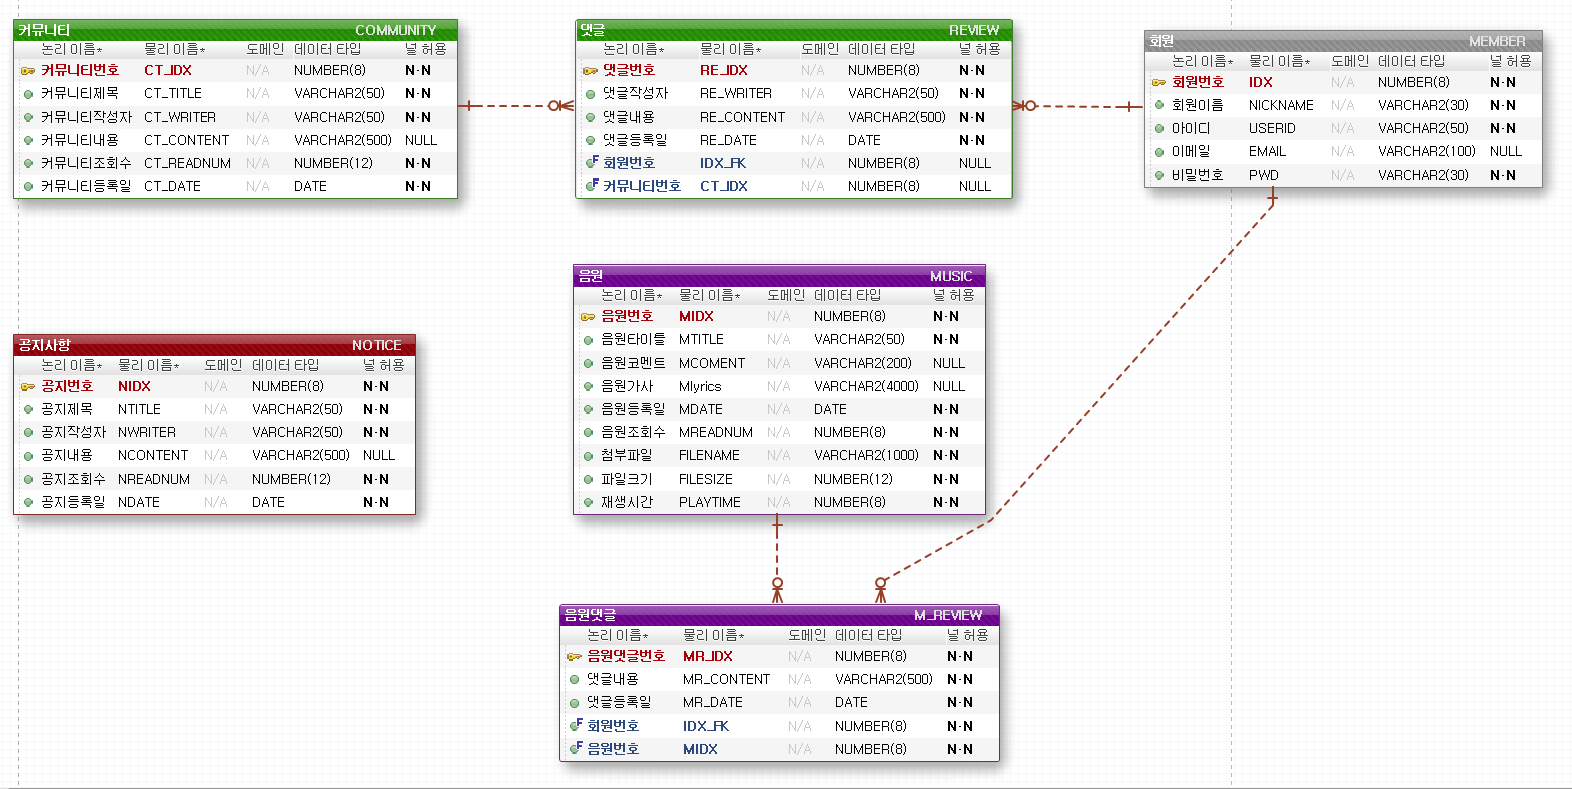 커뮤니티 COMMUNITY
논리 이름* 물리 이름* 도메인 데이터 타입 널 허용
커뮤니티번호 CT_IDX N/A NUMBER(8) N-N
커뮤니티제목 CT_TITLE N/A VARCHAR2(50) N-N
커뮤니티작성자 CT_WRITER N/A VARCHAR2(50) N-N
커뮤니티내용 CT_CONTENT N/A VARCHAR2(500) NULL
커뮤니티조회수 CT_READNUM N/A NUMBER(12) N-N
커뮤니티등록일 CT_DATE N/A DATE N-N
댓글 REVIEW
논리 이름* 물리 이름* 도메인 데이터 타입 널 허용
댓글번호 RE_IDX N/A NUMBER(8) N-N
댓글작성자 RE_WRITER N/A VARCHAR2(50) N-N
댓글내용 RE_CONTENT N/A VARCHAR2(500) N-N
댓글등록일 RE_DATE N/A DATE N-N
F 회원번호 IDX_FK N/A NUMBER(8) NULL
F 커뮤니티번호 CT_IDX N/A NUMBER(8) NULL
회원 MEMBER
논리 이름* 물리 이름* 도메인 데이터 타입 널 허용
회원번호 IDX N/A NUMBER(8) N-N
회원이름 NICKNAME N/A VARCHAR2(30) N-N
아이디 USERID N/A VARCHAR2(50) N-N
이메일 EMAIL N/A VARCHAR2(100) NULL
비밀번호 PWD N/A VARCHAR2(30) N-N
음원 MUSIC
논리 이름* 물리 이름* 도메인 데이터 타입 널 허용
음원번호 MIDX N/A NUMBER(8) N-N
음원타이틀 MTITLE N/A VARCHAR2(50) N-N
음원코멘트 MCOMENT N/A VARCHAR2(200) NULL
음원가사 Mlyrics N/A VARCHAR2(4000) NULL
음원등록일 MDATE N/A DATE N-N
음원조회수 MREADNUM N/A NUMBER(8) N-N
첨부파일 FILENAME N/A VARCHAR2(1000) N-N
파일크기 FILESIZE N/A NUMBER(12) N-N
재생시간 PLAYTIME N/A NUMBER(8) N-N
공지사항 NOTICE
논리 이름* 물리 이름* 도메인 데이터 타입 널 허용
공지번호 NIDX N/A NUMBER(8) N-N
공지제목 NTITLE N/A VARCHAR2(50) N-N
공지작성자 NWRITER N/A VARCHAR2(50) N-N
공지내용 NCONTENT N/A VARCHAR2(500) NULL
공지조회수 NREADNUM N/A NUMBER(12) N-N
공지등록일 NDATE N/A DATE N-N
음원댓글 M_REVIEW
논리 이름* 물리 이름* 도메인 데이터 타입 널 허용
음원댓글번호 MR_IDX N/A NUMBER(8) N-N
댓글내용 MR_CONTENT N/A VARCHAR2(500) N-N
댓글등록일 MR_DATE N/A DATE N-N
F 회원번호 IDX_FK N/A NUMBER(8) N-N
F 음원번호 MIDX N/A NUMBER(8) N-N